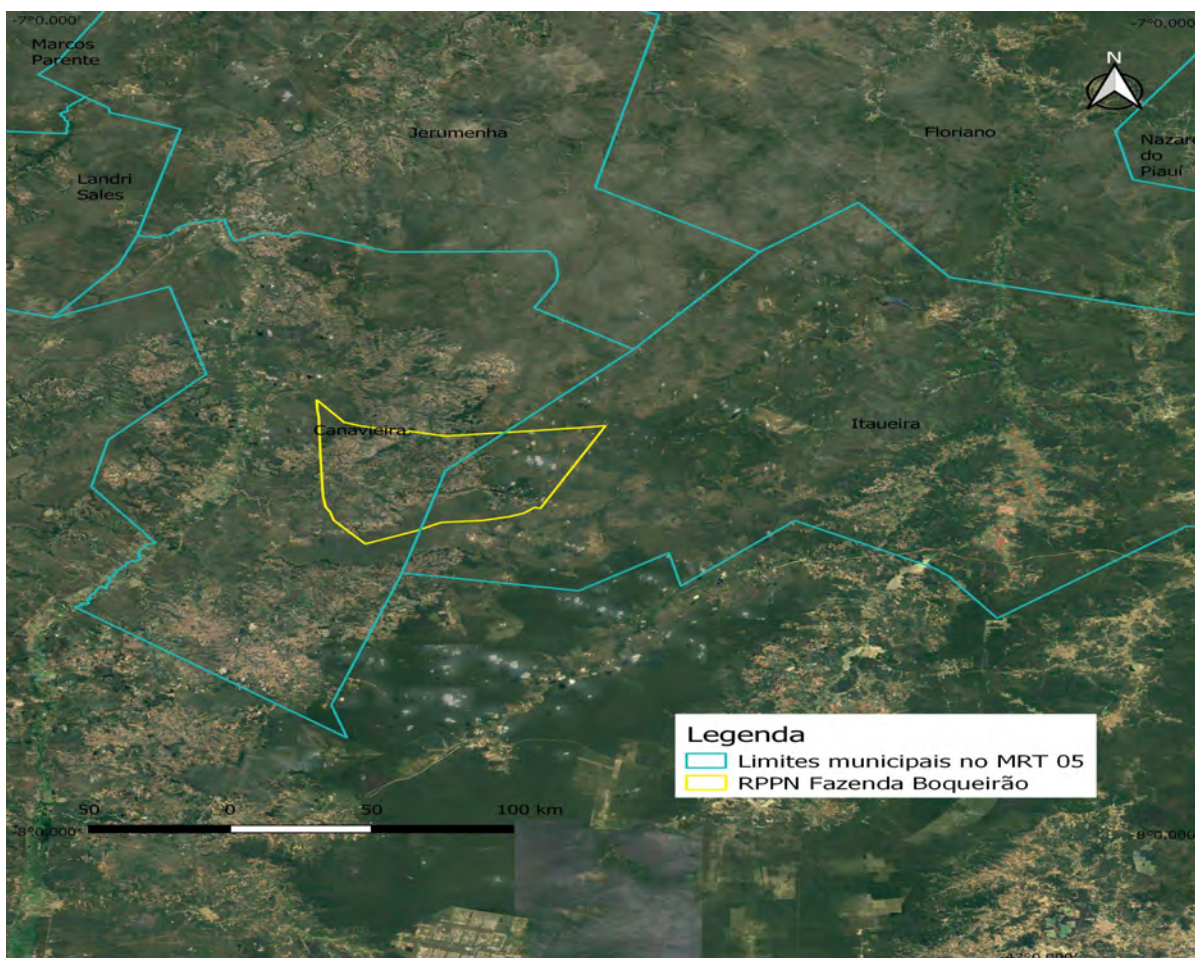 -7°0.000'
-7°0.000'
Marcos
Parente
N
Jerumenha
Floriano
Nazaré
do
Piauí
Landri
Sales
Canavieira
Itaueira
Legenda
Limites municipais no MRT 05
RPPN Fazenda Boqueirão
50 0 50 100 km
-8°0.000'
-8°0.000'